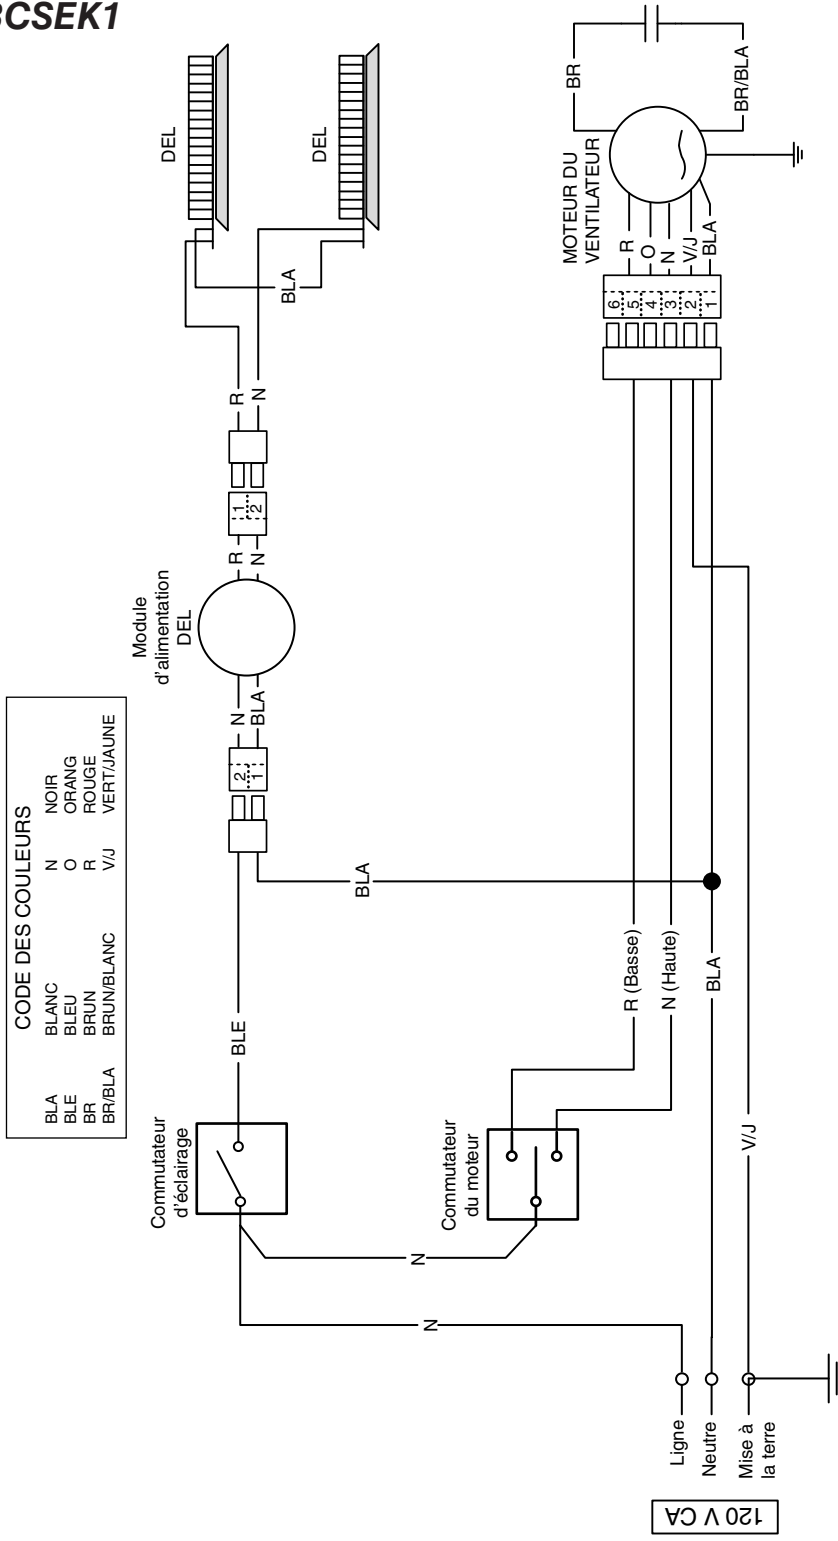 BCSEK1
CODE DES COULEURS
BLA BLANC N NOIR
BLE BLEU O ORANG
BR BRUN R ROUGE
BR/BLA BRUN/BLANC V/J VERT/JAUNE
DEL
DEL
BLA
R
N
1
2
R
N
Module
d'alimentation
DEL
N
BLA
2
1
BLA
BLE
Commutateur
d'éclairage
Commutateur
du moteur
N
N
BR
BR/BLA
MOTEUR DU
VENTILATEUR
R
O
N
V/J
BLA
6
5
4
3
2
1
R (Basse)
N (Haute)
BLA
V/J
Ligne
Neutre
Mise à
la terre
120 V CA